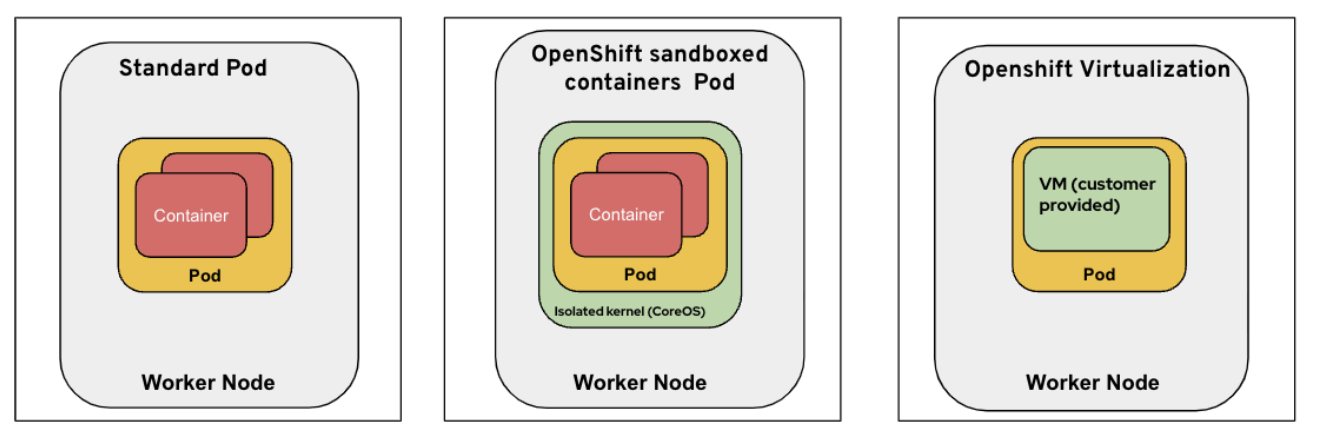 Standard Pod
Container
Pod
Worker Node
OpenShift sandboxed
containers Pod
Container
Pod
Isolated kernel (CoreOS)
Worker Node
Openshift Virtualization
VM (customer
provided)
Pod
Worker Node